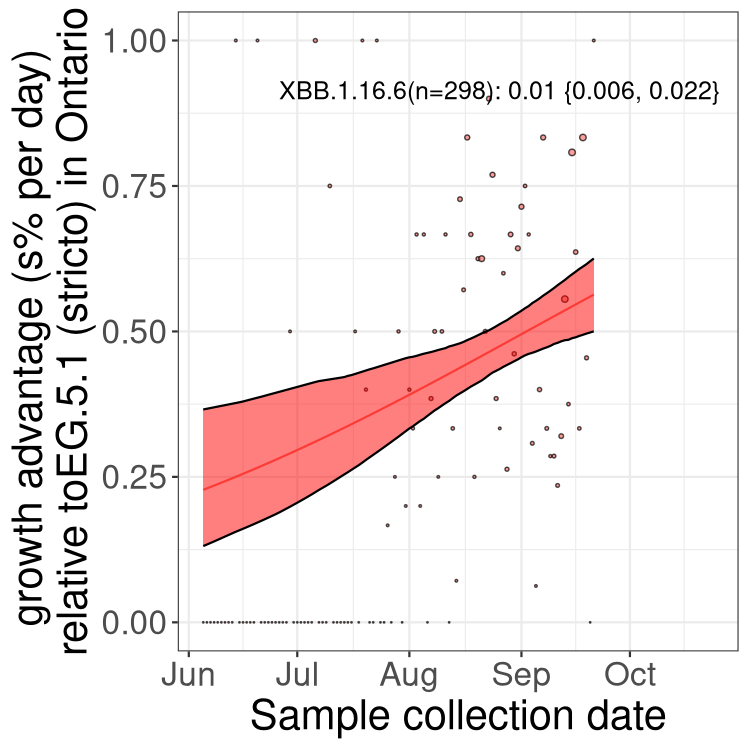 growth advantage (s% per day)
relative toEG.5.1 (stricto) in Ontario
1.00
0.75
0.50
0.25
0.00
XBB.1.16.6(n=298): 0.01 {0.006, 0.022}
Jun Jul Aug Sep Oct
Sample collection date